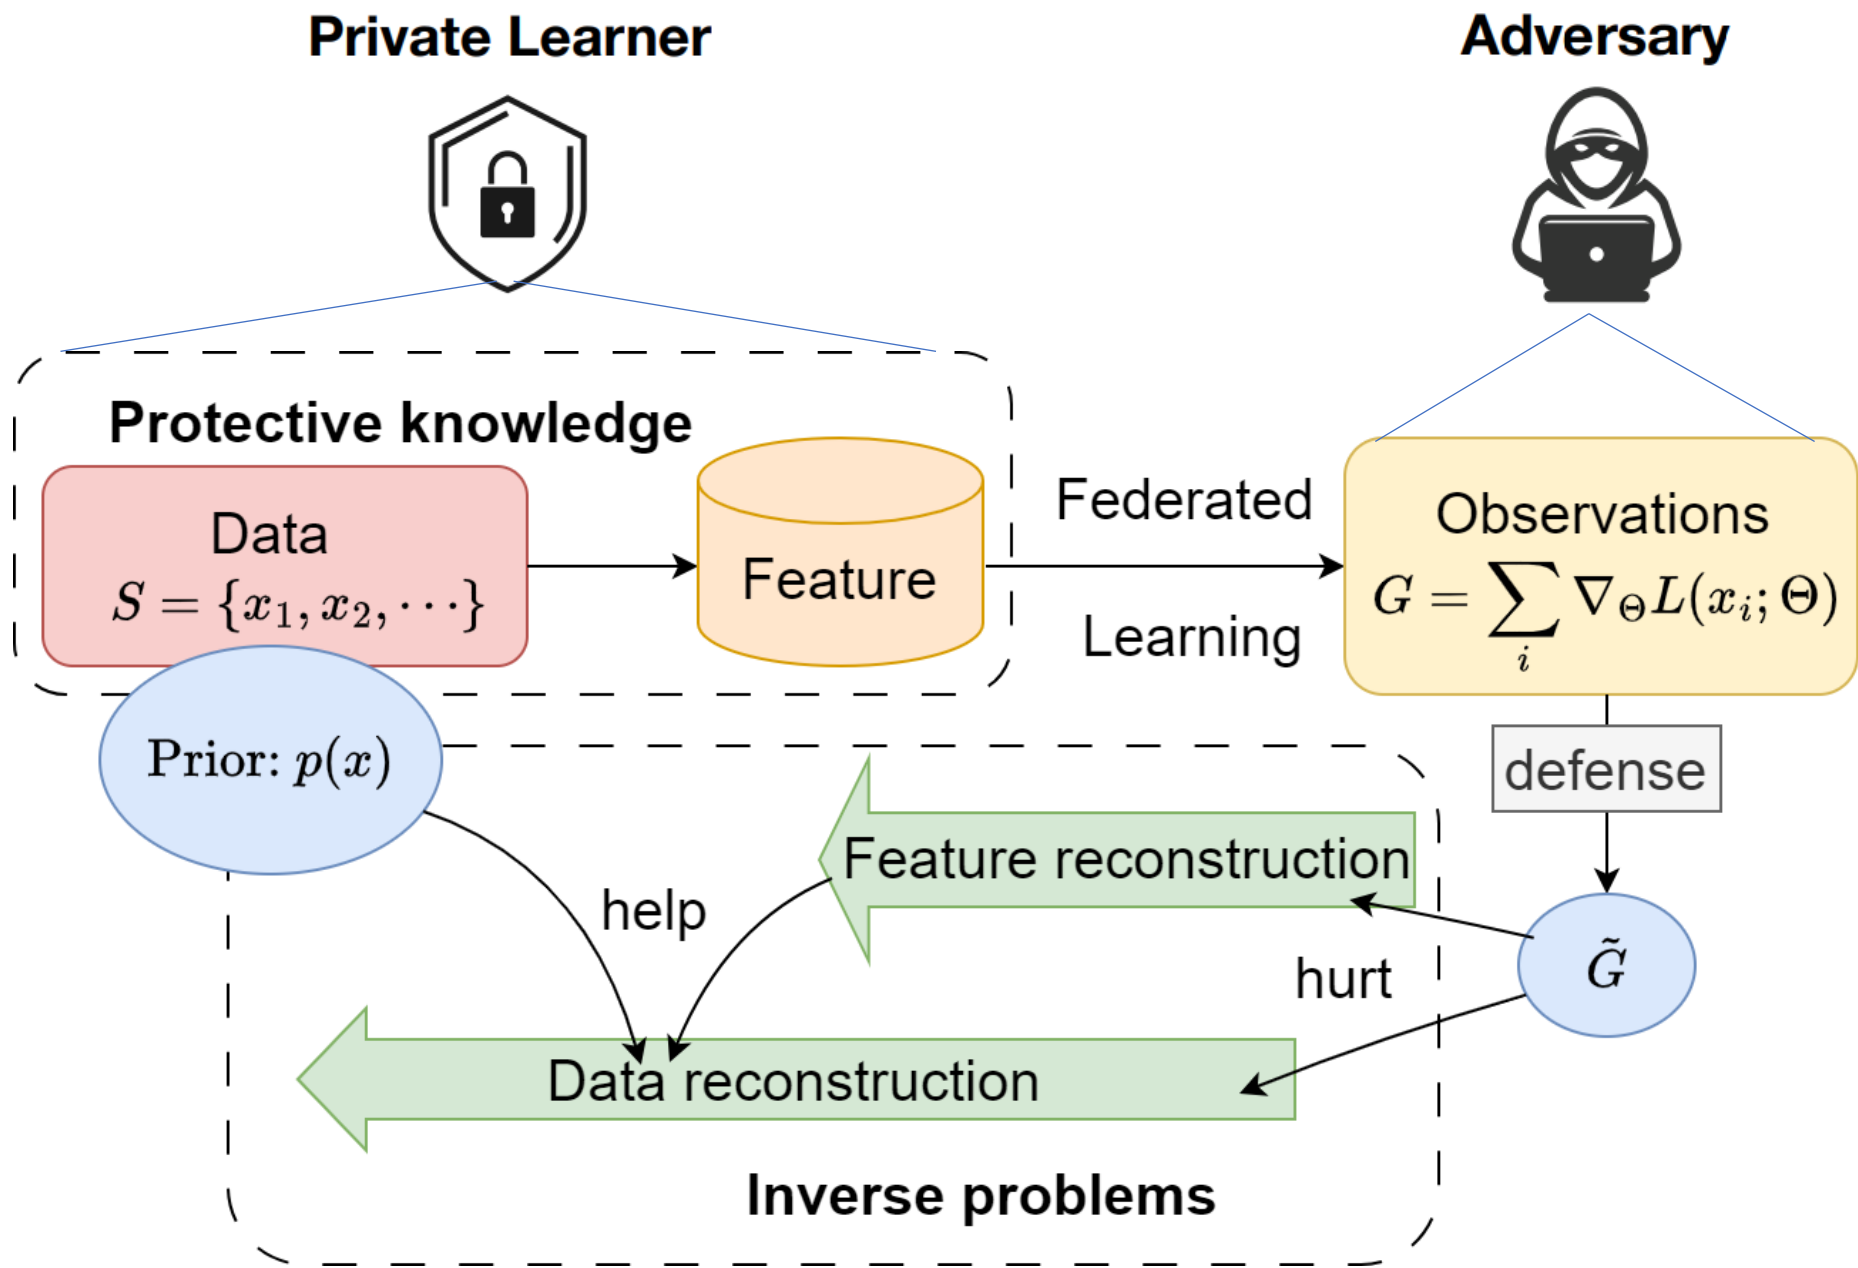 Private Learner
Adversary
Protective knowledge
Data
S = {x₁, x₂, ···}
Feature
Federated
Learning
Observations
G = ∑ᵢ ∇_Θ L(xᵢ; Θ)
Prior: p(x)
defense
Feature reconstruction
help
G̃
hurt
Data reconstruction
Inverse problems